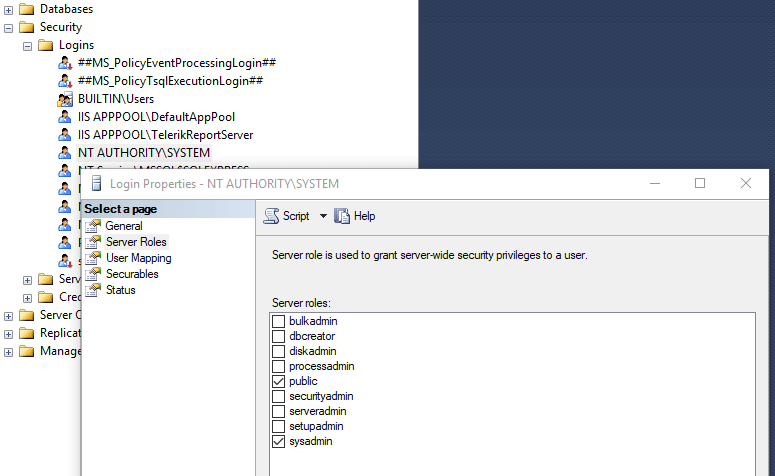 Databases
Security
Logins
##MS_PolicyEventProcessingLogin##
##MS_PolicyTsqlExecutionLogin##
BUILTIN\Users
IIS APPPOOL\DefaultAppPool
IIS APPPOOL\TelerikReportServer
NT AUTHORITY\SYSTEM
Login Properties - NT AUTHORITY\SYSTEM
Select a page
General
Server Roles
User Mapping
Securables
Status
Script
Help
Server role is used to grant server-wide security privileges to a user.
Server roles:
bulkadmin
dbcreator
diskadmin
processadmin
public
securityadmin
serveradmin
setupadmin
sysadmin
Serv
Cred
Server O
Replicat
Manage